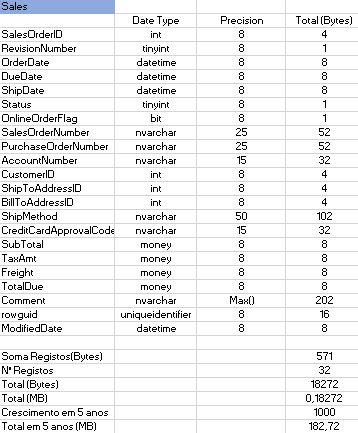 Sales
Date Type Precision Total (Bytes)
SalesOrderID int 8 4
RevisionNumber tinyint 8 1
OrderDate datetime 8 8
DueDate datetime 8 8
ShipDate datetime 8 8
Status tinyint 8 1
OnlineOrderFlag bit 8 1
SalesOrderNumber nvarchar 25 52
PurchaseOrderNumber nvarchar 25 52
AccountNumber nvarchar 15 32
CustomerID int 8 4
ShipToAddressID int 8 4
BillToAddressID int 8 4
ShipMethod nvarchar 50 102
CreditCardApprovalCode nvarchar 15 32
SubTotal money 8 8
TaxAmt money 8 8
Freight money 8 8
TotalDue money 8 8
Comment nvarchar Max() 202
rowguid uniqueidentifier 8 16
ModifiedDate datetime 8 8
Soma Registos(Bytes) 571
Nº Registos 32
Total (Bytes) 18272
Total (MB) 0,18272
Crescimento em 5 anos 1000
Total em 5 anos (MB) 182,72